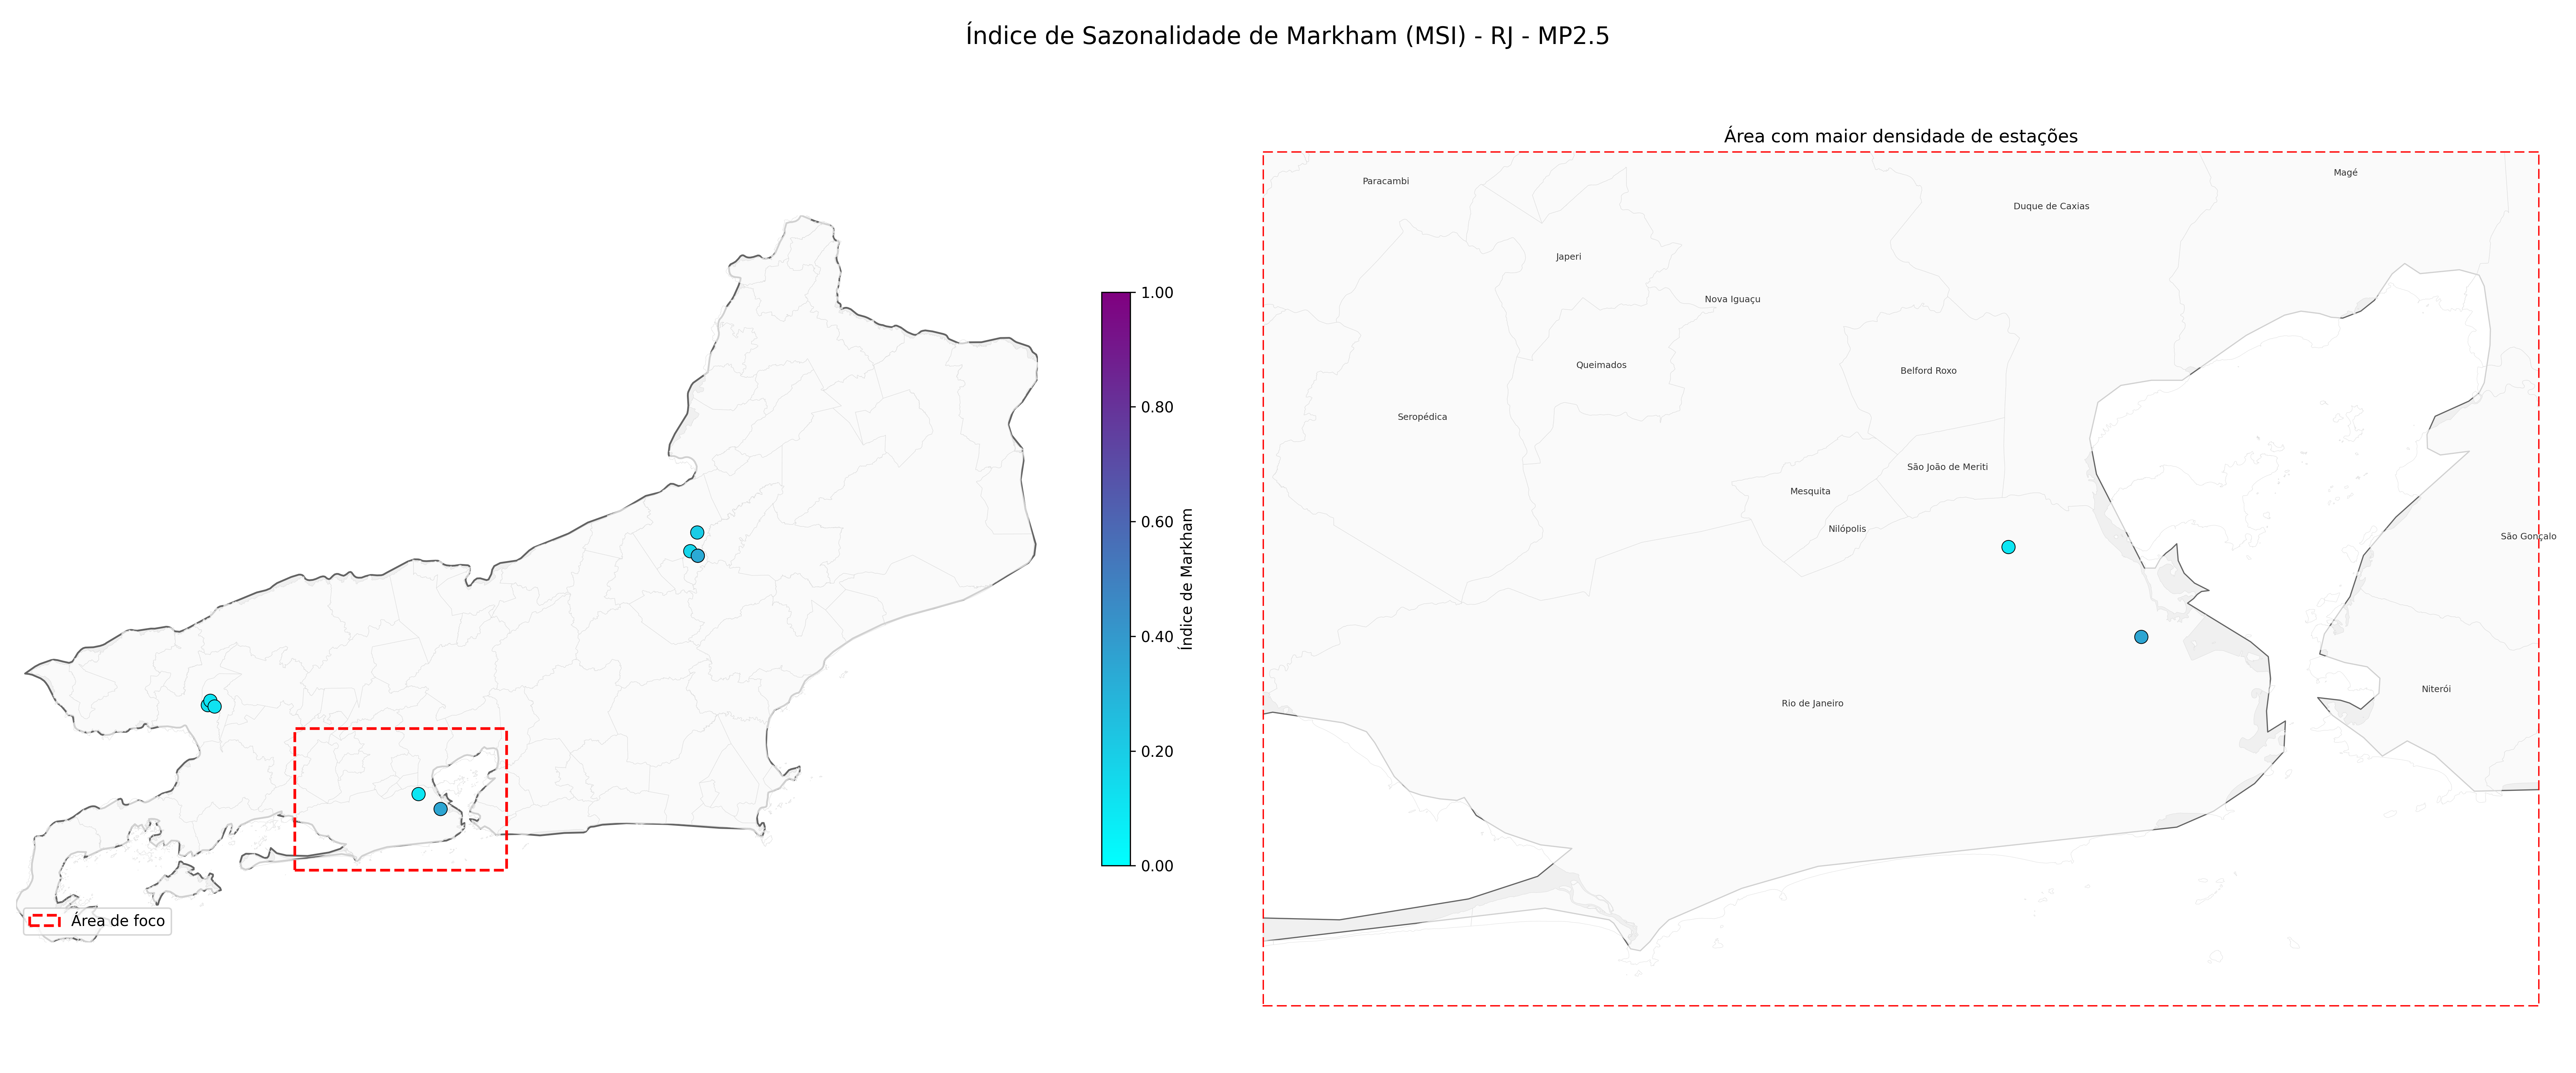 Índice de Sazonalidade de Markham (MSI) - RJ - MP2.5
Área de foco
1.00
0.80
0.60
0.40
0.20
0.00
Índice de Markham
Área com maior densidade de estações
Paracambi
Magé
Duque de Caxias
Japeri
Nova Iguaçu
Queimados
Belford Roxo
Seropédica
São João de Meriti
Mesquita
Nilópolis
São Gonçalo
Niterói
Rio de Janeiro